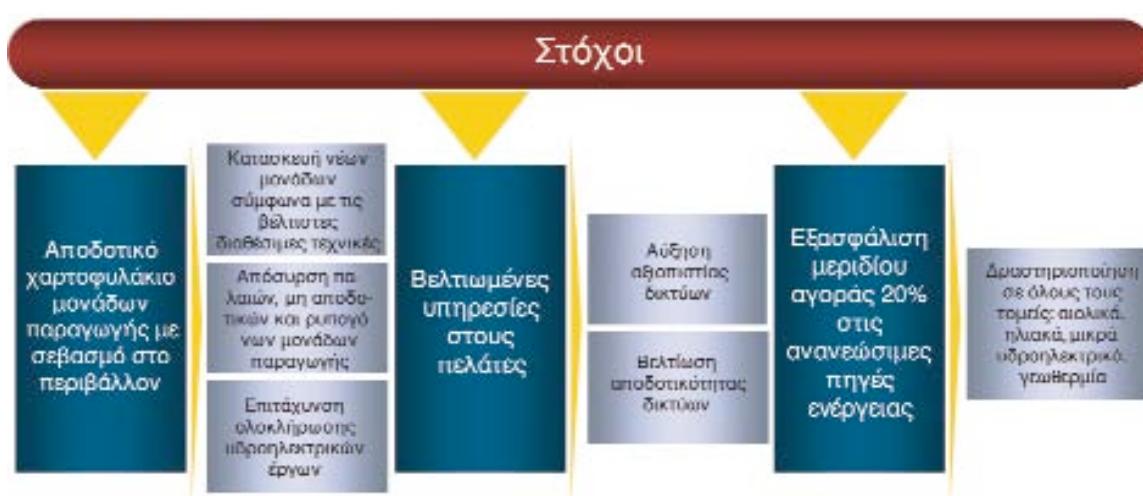 Στόχοι
Αποδοτικό
χαρτοφυλάκιο
μονάδων
παραγωγής με
σεβασμό στο
περιβάλλον
Κατασκευή νέων
μονάδων
σύμφωνα με τις
βέλτιστες
διαθέσιμες τεχνικές
Απόσυρση πα-
λαιών, μη αποδο-
τικών και ρυπογό
νων μονάδων
παραγωγής
Επιτάχυνση
ολοκλήρωσης
υδροηλεκτρικών
έργων
Βελτιωμένες
υπηρεσίες
στους
πελάτες
Αύξηση
αξιοπιστίας
δικτύων
Βελτίωση
αποδοτικότητας
δικτύων
Εξασφάλιση
μεριδίου
αγοράς 20%
στις
ανανεώσιμες
πηγές
ενέργειας
Δραστηριοποίηση
σε όλους τους
τομείς: αιολικά,
ηλιακά, μικρά
υδροηλεκτρικά,
γεωθερμία